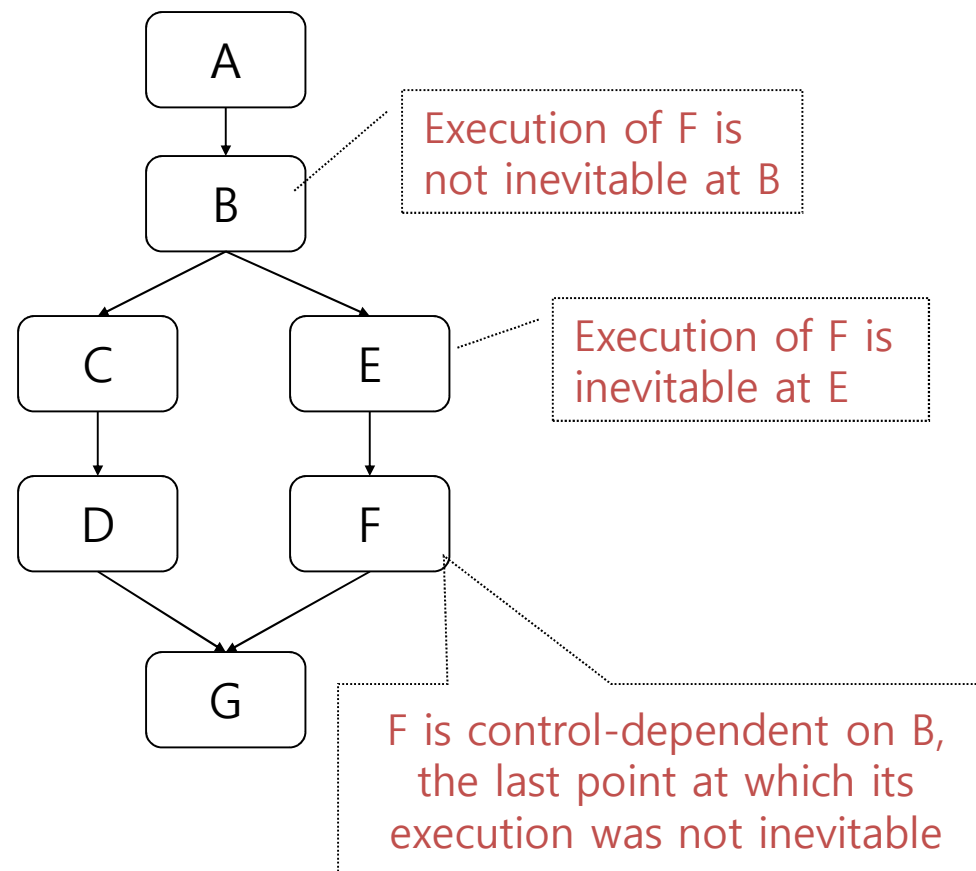 A
Execution of F is
not inevitable at B
B
Execution of F is
inevitable at E
C
E
D
F
G
F is control-dependent on B,
the last point at which its
execution was not inevitable